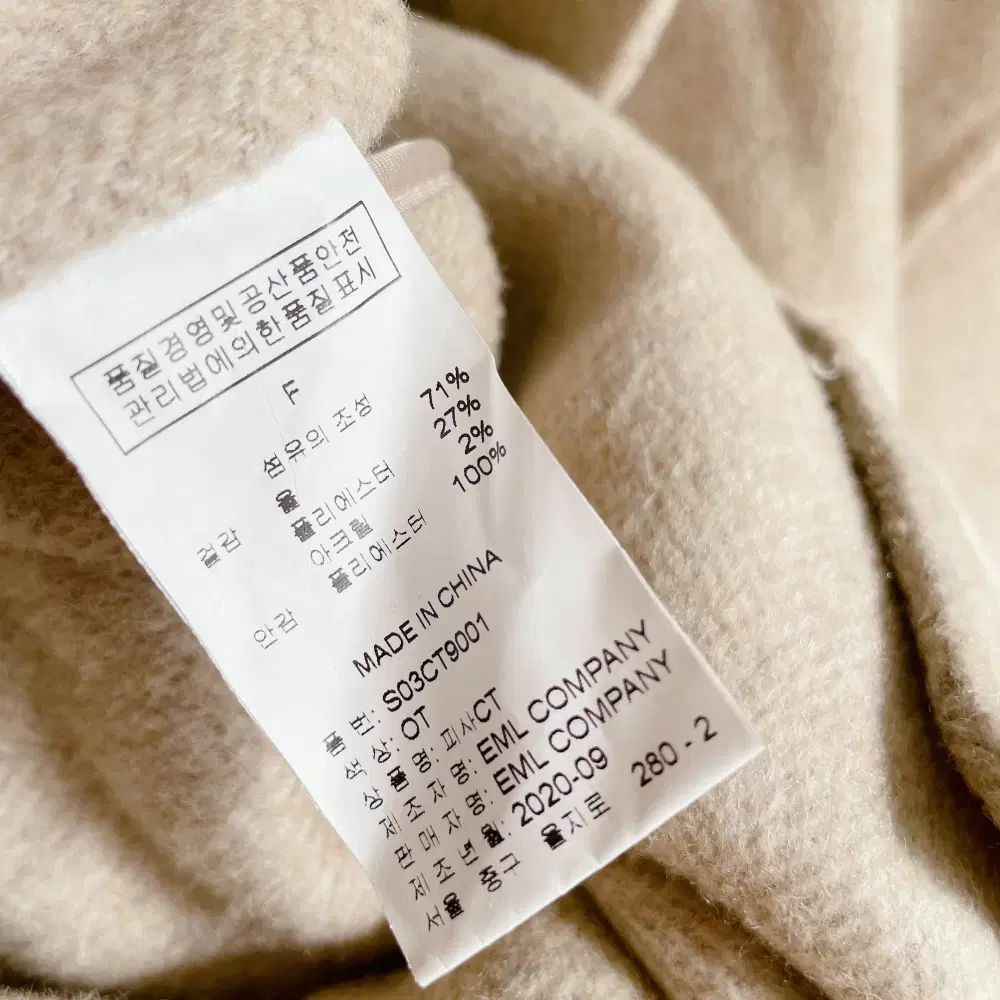 품질경영및공산품안전
관리법에의한품질표시
F
섬유의 조성
겉감 울 71%
폴리에스터 27%
아크릴 2%
안감 폴리에스터 100%
MADE IN CHINA
품 번: S03CT9001
색 상: OT
상 품 명: 피사CT
제 조 자 명: EML COMPANY
판 매 자 명: EML COMPANY
제 조 년 월: 2020-09
서울 중구 을지로 280 - 2